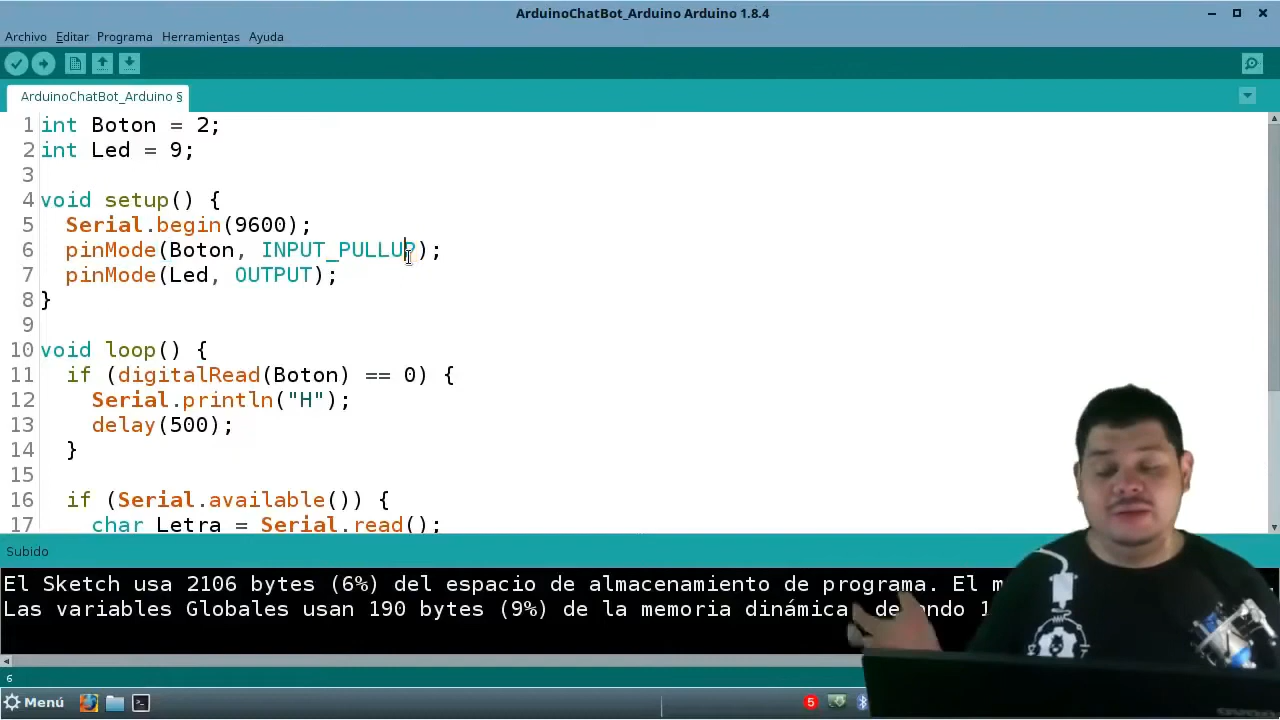 ArduinoChatBot_Arduino Arduino 1.8.4
Archivo Editar Programa Herramientas Ayuda
ArduinoChatBot_Arduino §
1 int Boton = 2;
2 int Led = 9;
3
4 void setup() {
5 Serial.begin(9600);
6 pinMode(Boton, INPUT_PULLUP);
7 pinMode(Led, OUTPUT);
8 }
9
10 void loop() {
11 if (digitalRead(Boton) == 0) {
12 Serial.println("H");
13 delay(500);
14 }
15
16 if (Serial.available()) {
17 char Letra = Serial.read();
Subido
El Sketch usa 2106 bytes (6%) del espacio de almacenamiento de programa. El
Las variables Globales usan 190 bytes (9%) de la memoria dinámica,
6
Menú
5